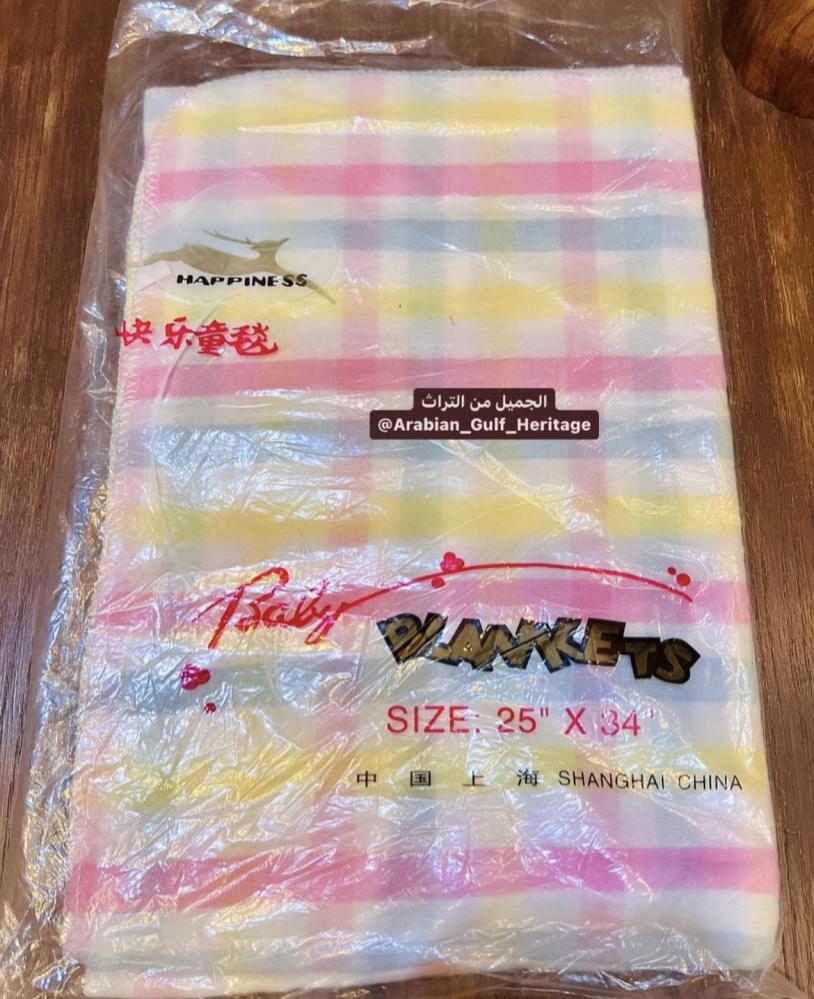 HAPPINESS
快乐童毯
الجميل من التراث
@Arabian_Gulf_Heritage
Baby
BLANKETS
SIZE: 25" X 34"
中国上海 SHANGHAI CHINA